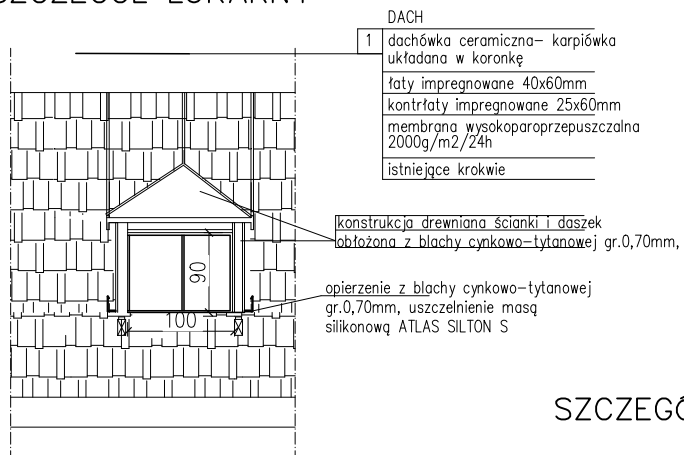 DACH
1 dachówka ceramiczna– karpiówka
układana w koronkę
łaty impregnowane 40x60mm
kontrłaty impregnowane 25x60mm
membrana wysokoparoprzepuszczalna
2000g/m2/24h
istniejące krokwie
konstrukcja drewniana ścianki i daszek
obłożona z blachy cynkowo-tytanowej gr.0,70mm,
90
100
opierzenie z blachy cynkowo-tytanowej
gr.0,70mm, uszczelnienie masą
silikonową ATLAS SILTON S